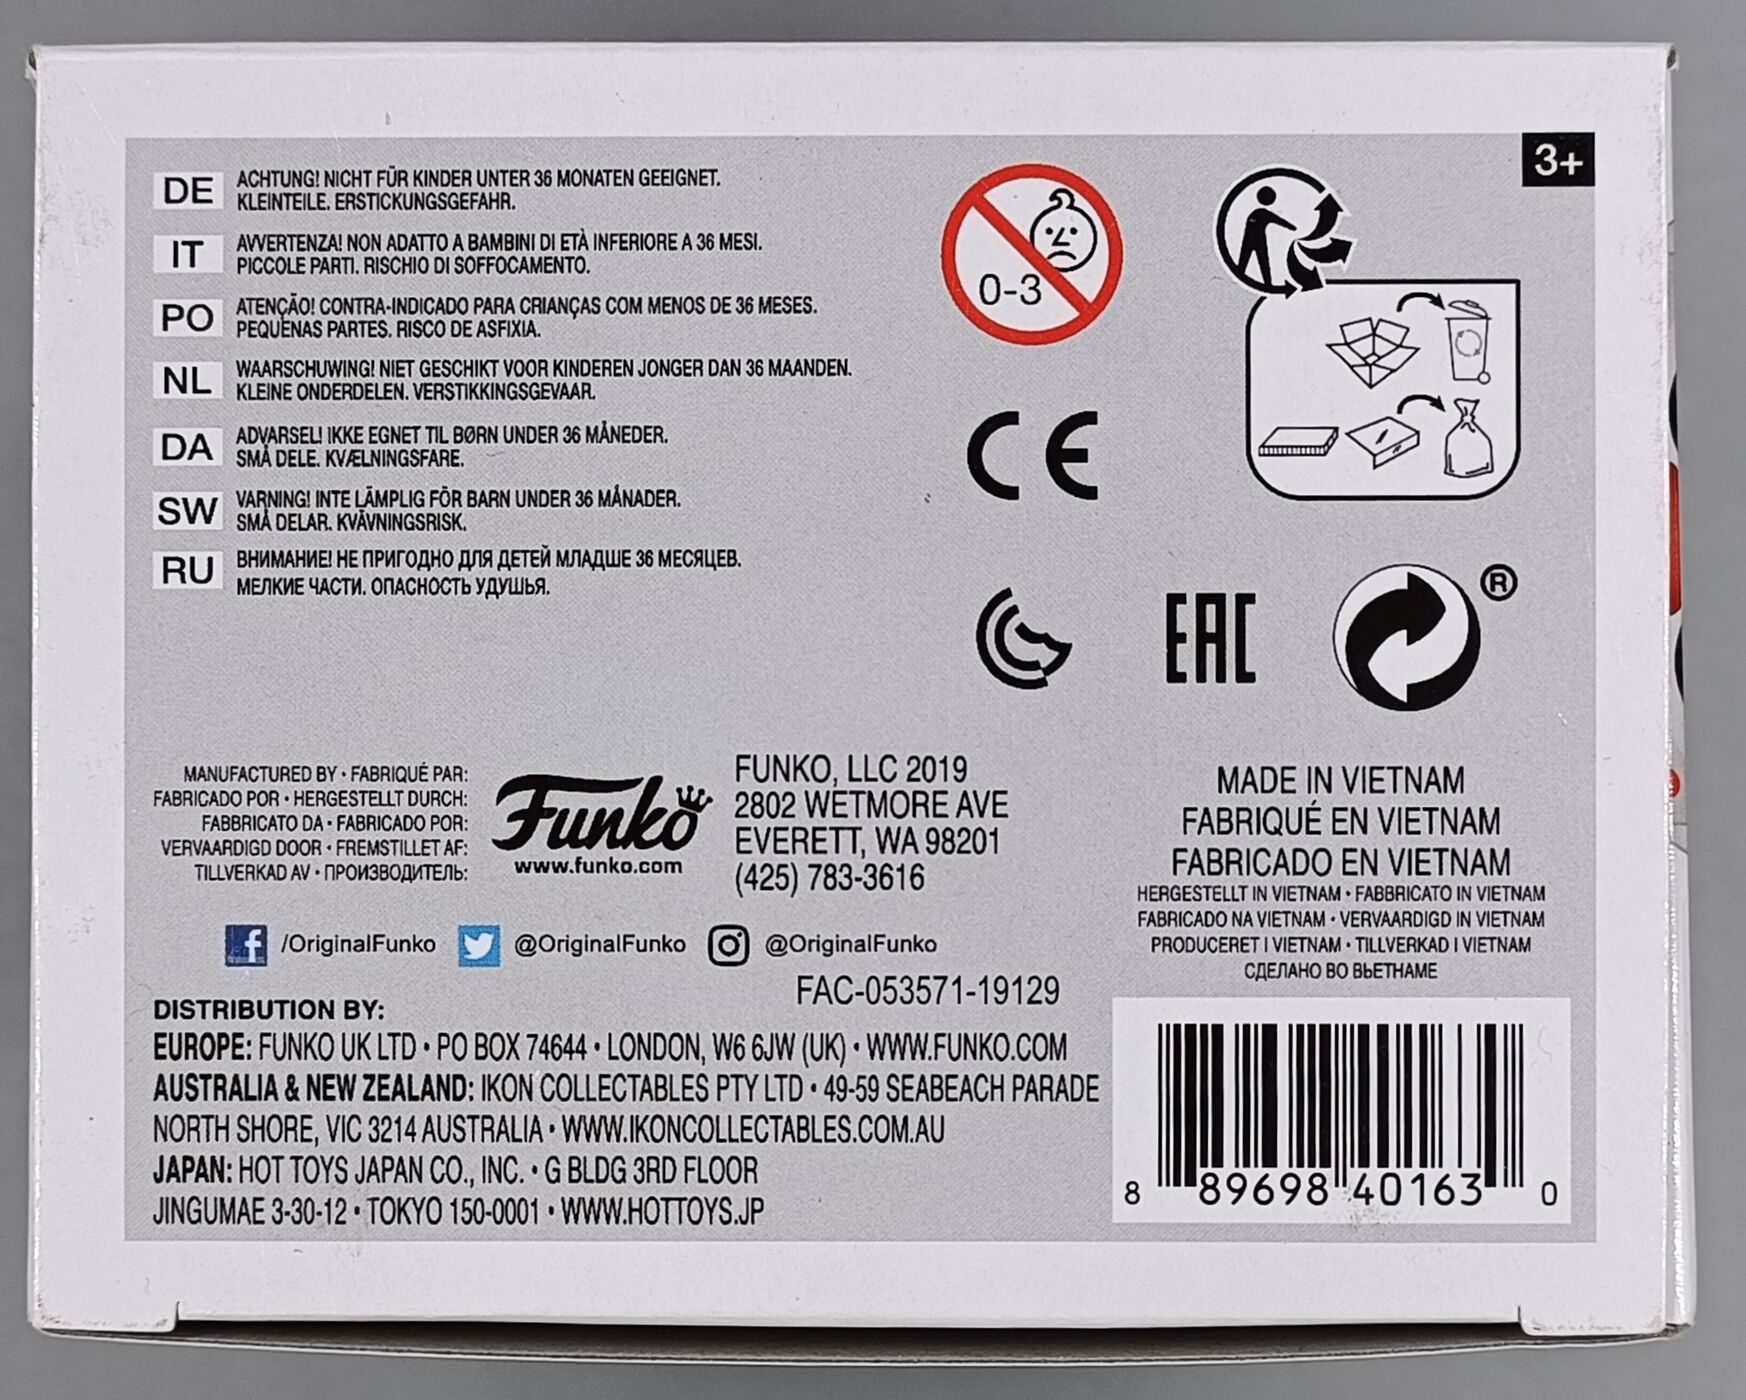 3+
DE ACHTUNG! NICHT FÜR KINDER UNTER 36 MONATEN GEEIGNET.
KLEINTEILE. ERSTICKUNGSGEFAHR.
IT AVVERTENZA! NON ADATTO A BAMBINI DI ETÀ INFERIORE A 36 MESI.
PICCOLE PARTI. RISCHIO DI SOFFOCAMENTO.
PO ATENÇÃO! CONTRA-INDICADO PARA CRIANÇAS COM MENOS DE 36 MESES.
PEQUENAS PARTES. RISCO DE ASFIXIA.
NL WAARSCHUWING! NIET GESCHIKT VOOR KINDEREN JONGER DAN 36 MAANDEN.
KLEINE ONDERDELEN. VERSTIKKINGSGEVAAR.
DA ADVARSEL! IKKE EGNET TIL BØRN UNDER 36 MÅNEDER.
SMÅ DELE. KVÆLNINGSFARE.
SW VARNING! INTE LÄMPLIG FÖR BARN UNDER 36 MÅNADER.
SMÅ DELAR. KVÄVNINGSRISK.
RU ВНИМАНИЕ! НЕ ПРИГОДНО ДЛЯ ДЕТЕЙ МЛАДШЕ 36 МЕСЯЦЕВ.
МЕЛКИЕ ЧАСТИ. ОПАСНОСТЬ УДУШЬЯ.
0-3
CE
EAC
®
MANUFACTURED BY • FABRIQUÉ PAR:
FABRICADO POR • HERGESTELLT DURCH:
FABBRICATO DA • FABRICADO POR:
VERVAARDIGD DOOR • FREMSTILLET AF:
TILLVERKAD AV • ПРОИЗВОДИТЕЛЬ:
Funko
www.funko.com
FUNKO, LLC 2019
2802 WETMORE AVE
EVERETT, WA 98201
(425) 783-3616
MADE IN VIETNAM
FABRIQUÉ EN VIETNAM
FABRICADO EN VIETNAM
HERGESTELLT IN VIETNAM • FABBRICATO IN VIETNAM
FABRICADO NA VIETNAM • VERVAARDIGD IN VIETNAM
PRODUCERET I VIETNAM • TILLVERKAD I VIETNAM
СДЕЛАНО ВО ВЬЕТНАМЕ
f /OriginalFunko @OriginalFunko @OriginalFunko
FAC-053571-19129
DISTRIBUTION BY:
EUROPE: FUNKO UK LTD • PO BOX 74644 • LONDON, W6 6JW (UK) • WWW.FUNKO.COM
AUSTRALIA & NEW ZEALAND: IKON COLLECTABLES PTY LTD • 49-59 SEABEACH PARADE
NORTH SHORE, VIC 3214 AUSTRALIA • WWW.IKONCOLLECTABLES.COM.AU
JAPAN: HOT TOYS JAPAN CO., INC. • G BLDG 3RD FLOOR
JINGUMAE 3-30-12 • TOKYO 150-0001 • WWW.HOTTOYS.JP
8 89698 40163 0